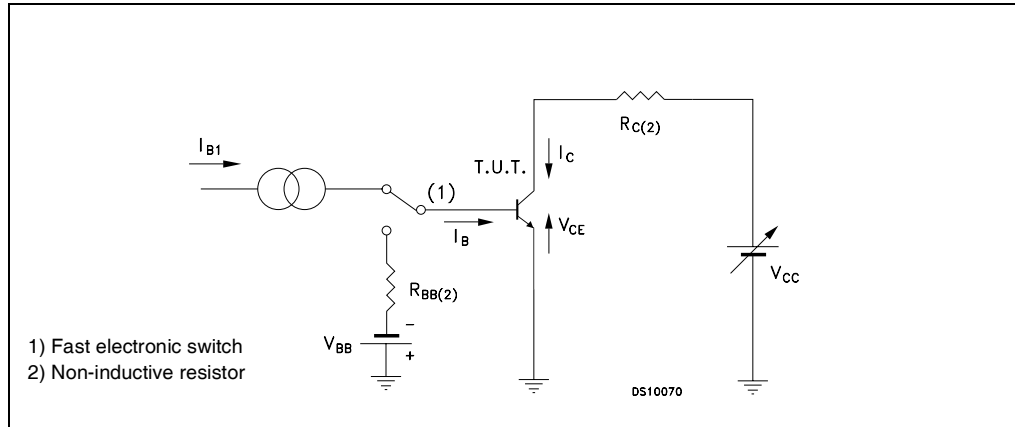 I_B1
(1)
I_B
T.U.T.
I_C
V_CE
R_C(2)
V_CC
R_BB(2)
V_BB
−
+
1) Fast electronic switch
2) Non-inductive resistor
DS10070